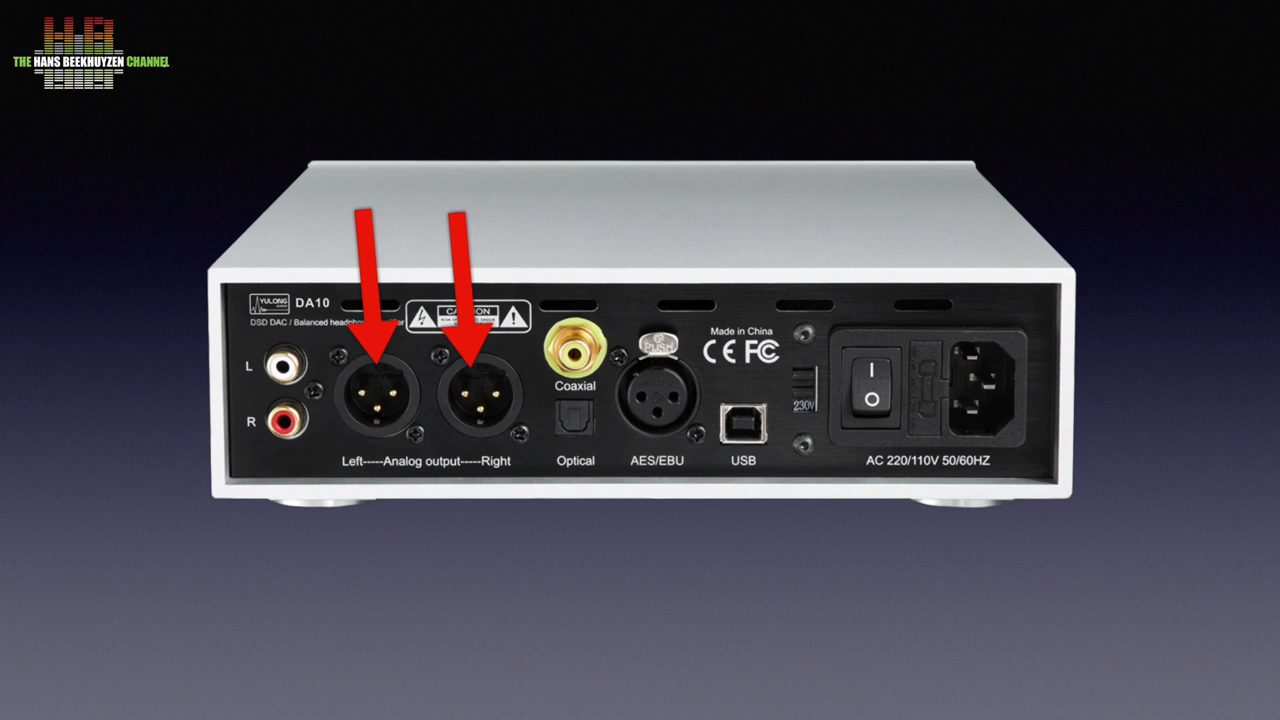 THE HANS BEEKHUYZEN CHANNEL
YULONG
DA10
DSD DAC / Balanced
CAUTION
L
R
PUSH
Made in China
CE FC
Coaxial
230V
I
O
Left-----Analog output-----Right
Optical
AES/EBU
USB
AC 220/110V 50/60HZ